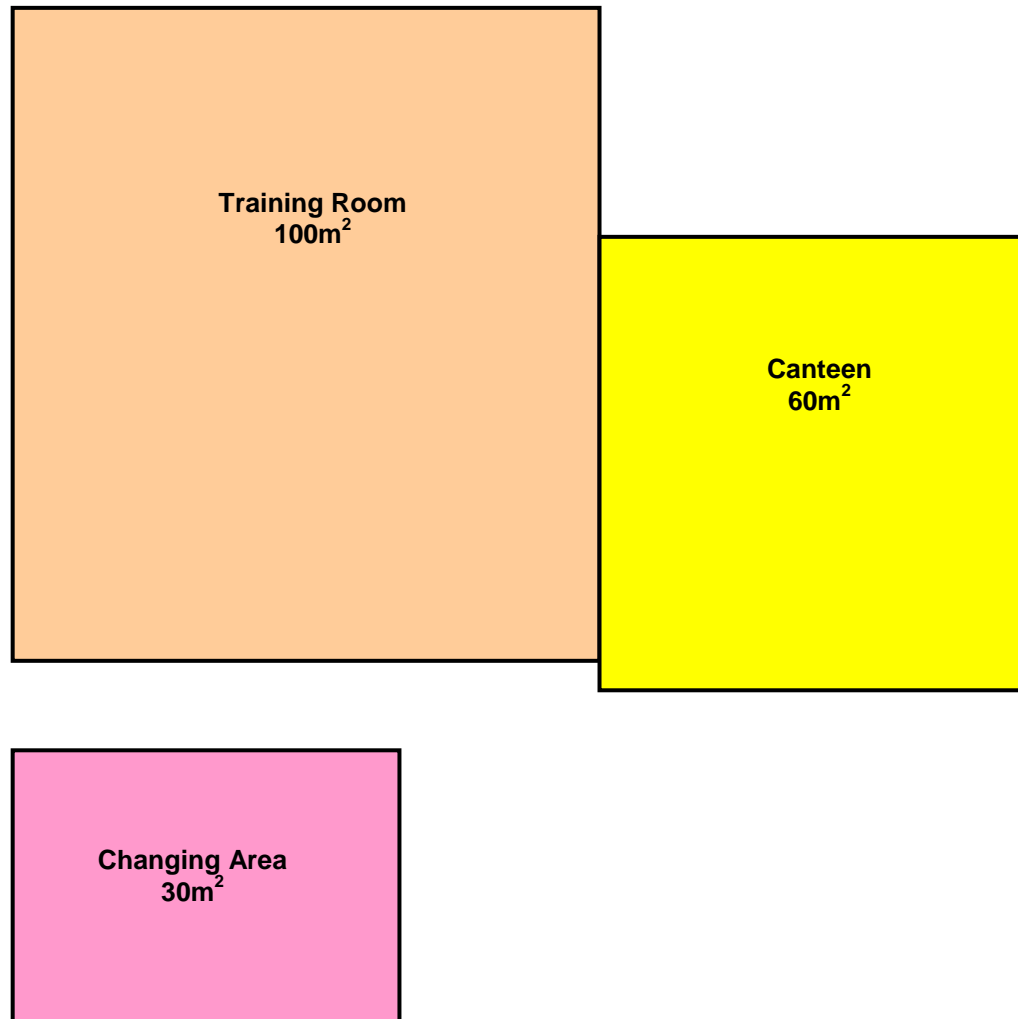 Training Room
100m²
Canteen
60m²
Changing Area
30m²